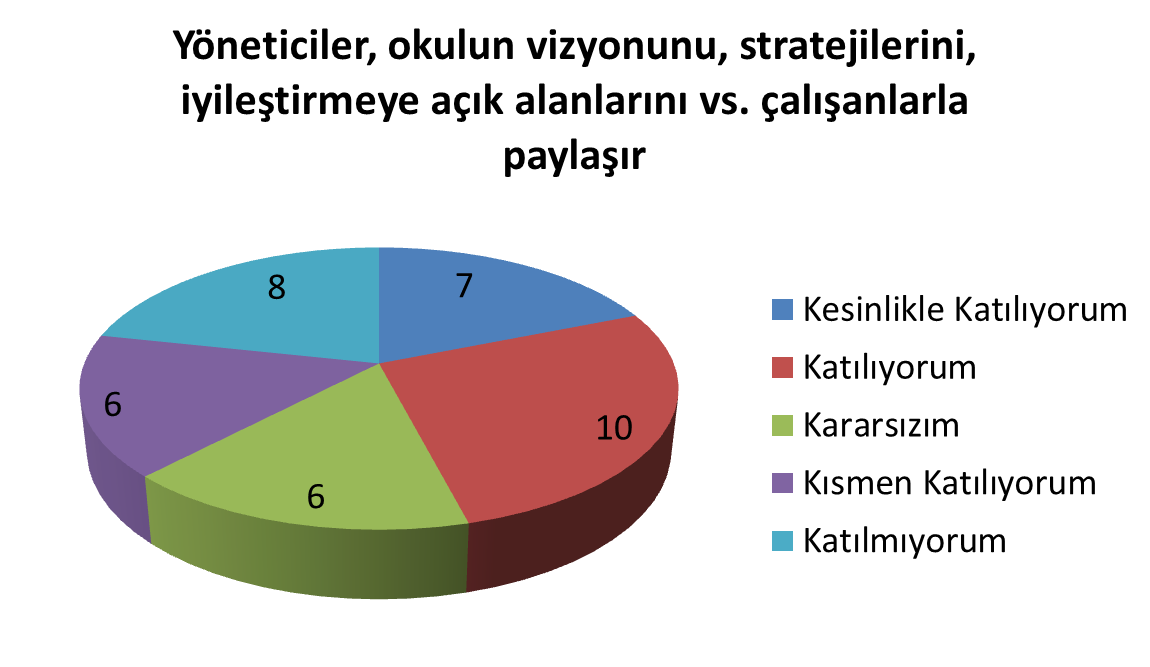 Yöneticiler, okulun vizyonunu, stratejilerini,
iyileştirmeye açık alanlarını vs. çalışanlarla
paylaşır
8
7
6
10
6
Kesinlikle Katılıyorum
Katılıyorum
Kararsızım
Kısmen Katılıyorum
Katılmıyorum